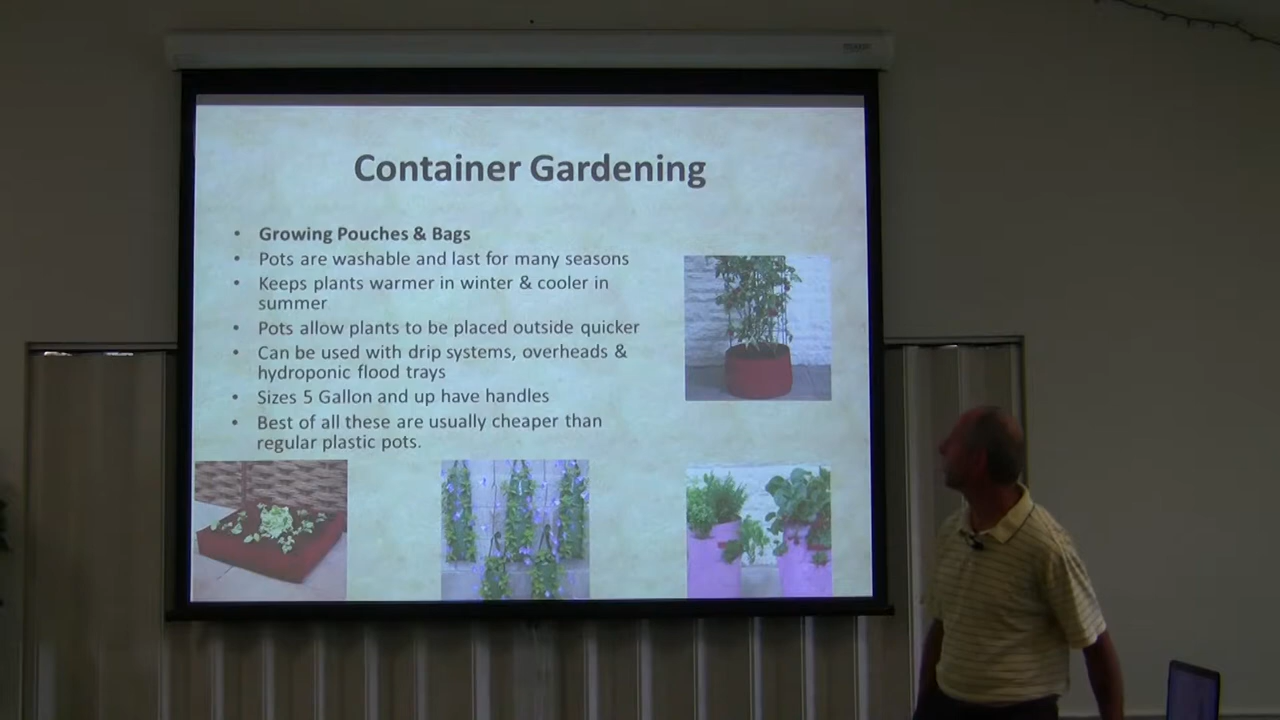 Container Gardening
• Growing Pouches & Bags
• Pots are washable and last for many seasons
• Keeps plants warmer in winter & cooler in
summer
• Pots allow plants to be placed outside quicker
• Can be used with drip systems, overheads &
hydroponic flood trays
• Sizes 5 Gallon and up have handles
• Best of all these are usually cheaper than
regular plastic pots.